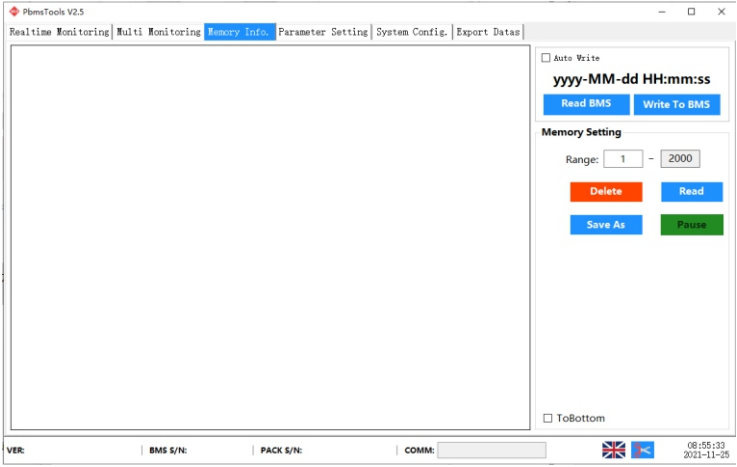 PbmsTools V2.5
Realtime Monitoring Multi Monitoring Memory Info. Parameter Setting System Config. Export Datas
Auto Write
yyyy-MM-dd HH:mm:ss
Read BMS Write To BMS
Memory Setting
Range: 1 - 2000
Delete Read
Save As Pause
ToBottom
VER: BMS S/N: PACK S/N: COMM: 08:55:33
2021-11-25